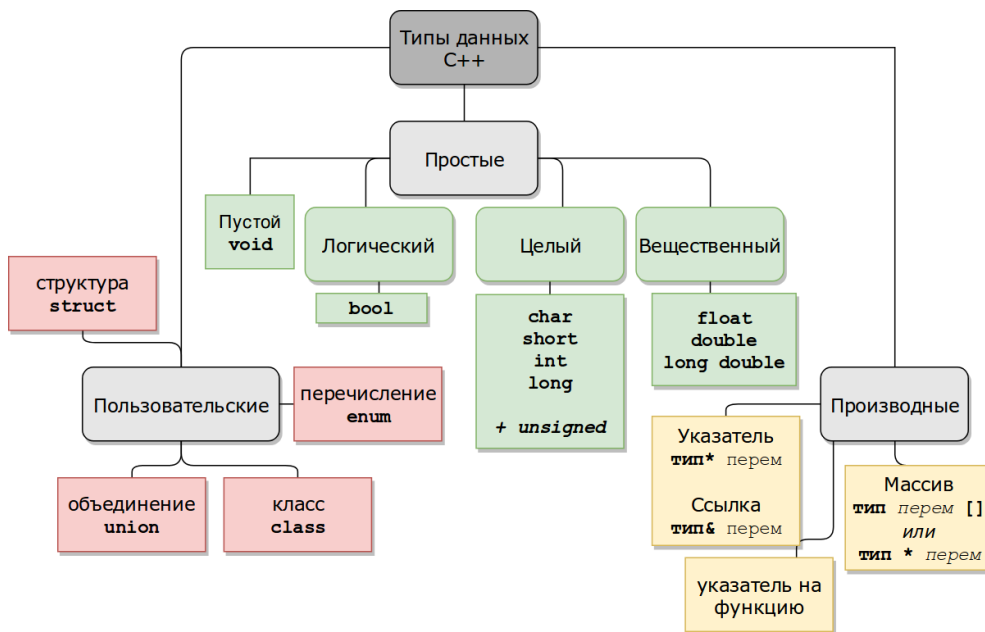 Типы данных
C++
Простые
Пустой
void
Логический
bool
Целый
char
short
int
long
+ unsigned
Вещественный
float
double
long double
структура
struct
Пользовательские
перечисление
enum
объединение
union
класс
class
Производные
Указатель
тип* перем
Ссылка
тип& перем
указатель на
функцию
Массив
тип перем []
или
тип * перем